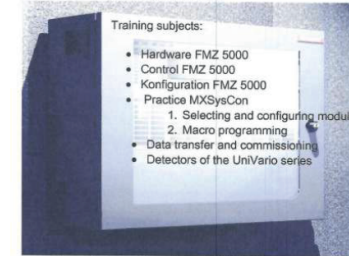 Training subjects:
• Hardware FMZ 5000
• Control FMZ 5000
• Konfiguration FMZ 5000
• Practice MXSysCon
1. Selecting and configuring modul
2. Macro programming
• Data transfer and commissioning
• Detectors of the UniVario series